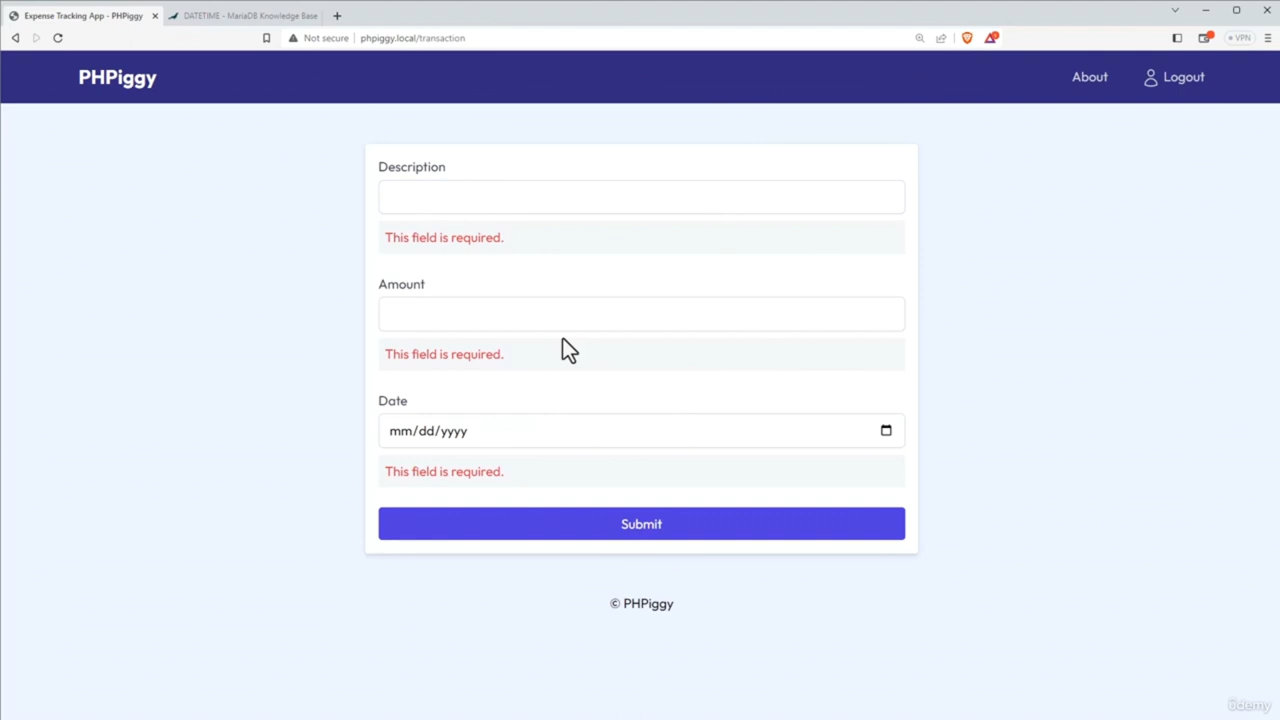 Expense Tracking App - PHPiggy
DATETIME - MariaDB Knowledge Base
Not secure
phpiggy.local/transaction
VPN
PHPiggy
About
Logout
Description
This field is required.
Amount
This field is required.
Date
mm/dd/yyyy
This field is required.
Submit
© PHPiggy
ûdemy